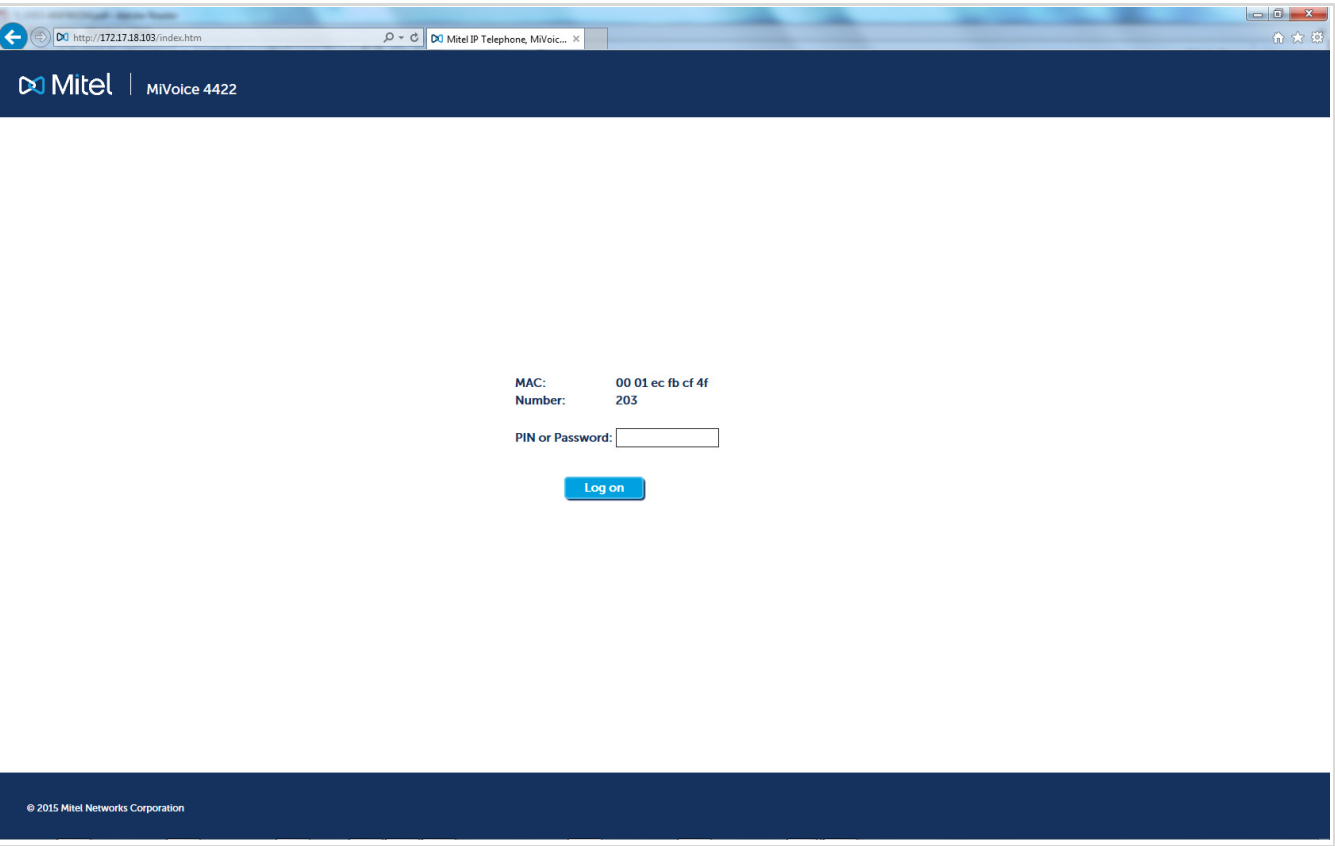 http://172.17.18.103/index.htm
Mitel IP Telephone, MiVoic...
Mitel | MiVoice 4422
MAC: 00 01 ec fb cf 4f
Number: 203
PIN or Password:
Log on
© 2015 Mitel Networks Corporation